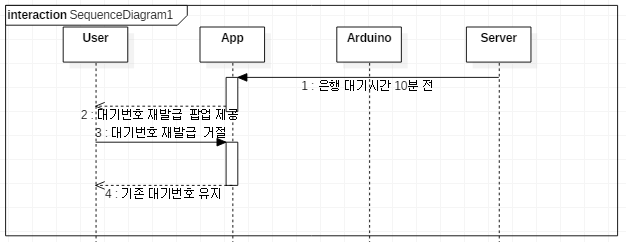 interaction SequenceDiagram1
User
App
Arduino
Server
1 : 은행 대기시간 10분 전
2 : 대기번호 재발급 팝업 제공
3 : 대기번호 재발급 거절
4 : 기존 대기번호 유지